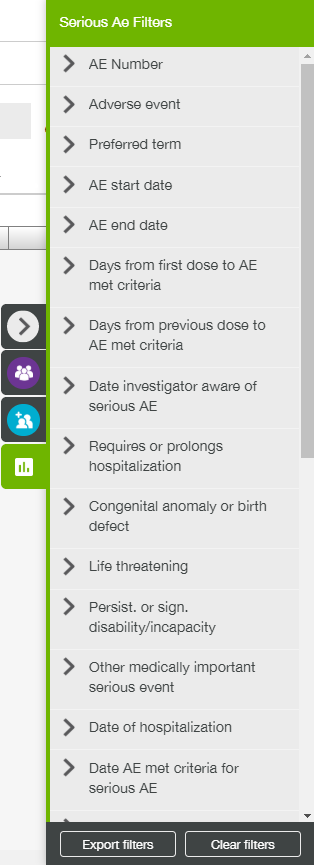 Serious Ae Filters
AE Number
Adverse event
Preferred term
AE start date
AE end date
Days from first dose to AE
met criteria
Days from previous dose to
AE met criteria
Date investigator aware of
serious AE
Requires or prolongs
hospitalization
Congenital anomaly or birth
defect
Life threatening
Persist. or sign.
disability/incapacity
Other medically important
serious event
Date of hospitalization
Date AE met criteria for
serious AE
Export filters
Clear filters